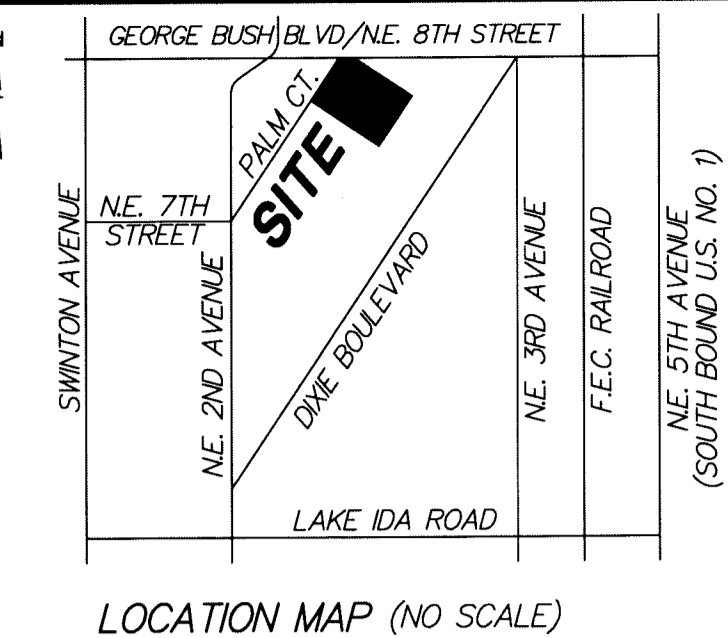 GEORGE BUSH BLVD/N.E. 8TH STREET
PALM CT.
SITE
N.E. 7TH
STREET
SWINTON AVENUE
N.E. 2ND AVENUE
DIXIE BOULEVARD
N.E. 3RD AVENUE
F.E.C. RAILROAD
N.E. 5TH AVENUE
(SOUTH BOUND U.S. NO. 1)
LAKE IDA ROAD
LOCATION MAP (NO SCALE)